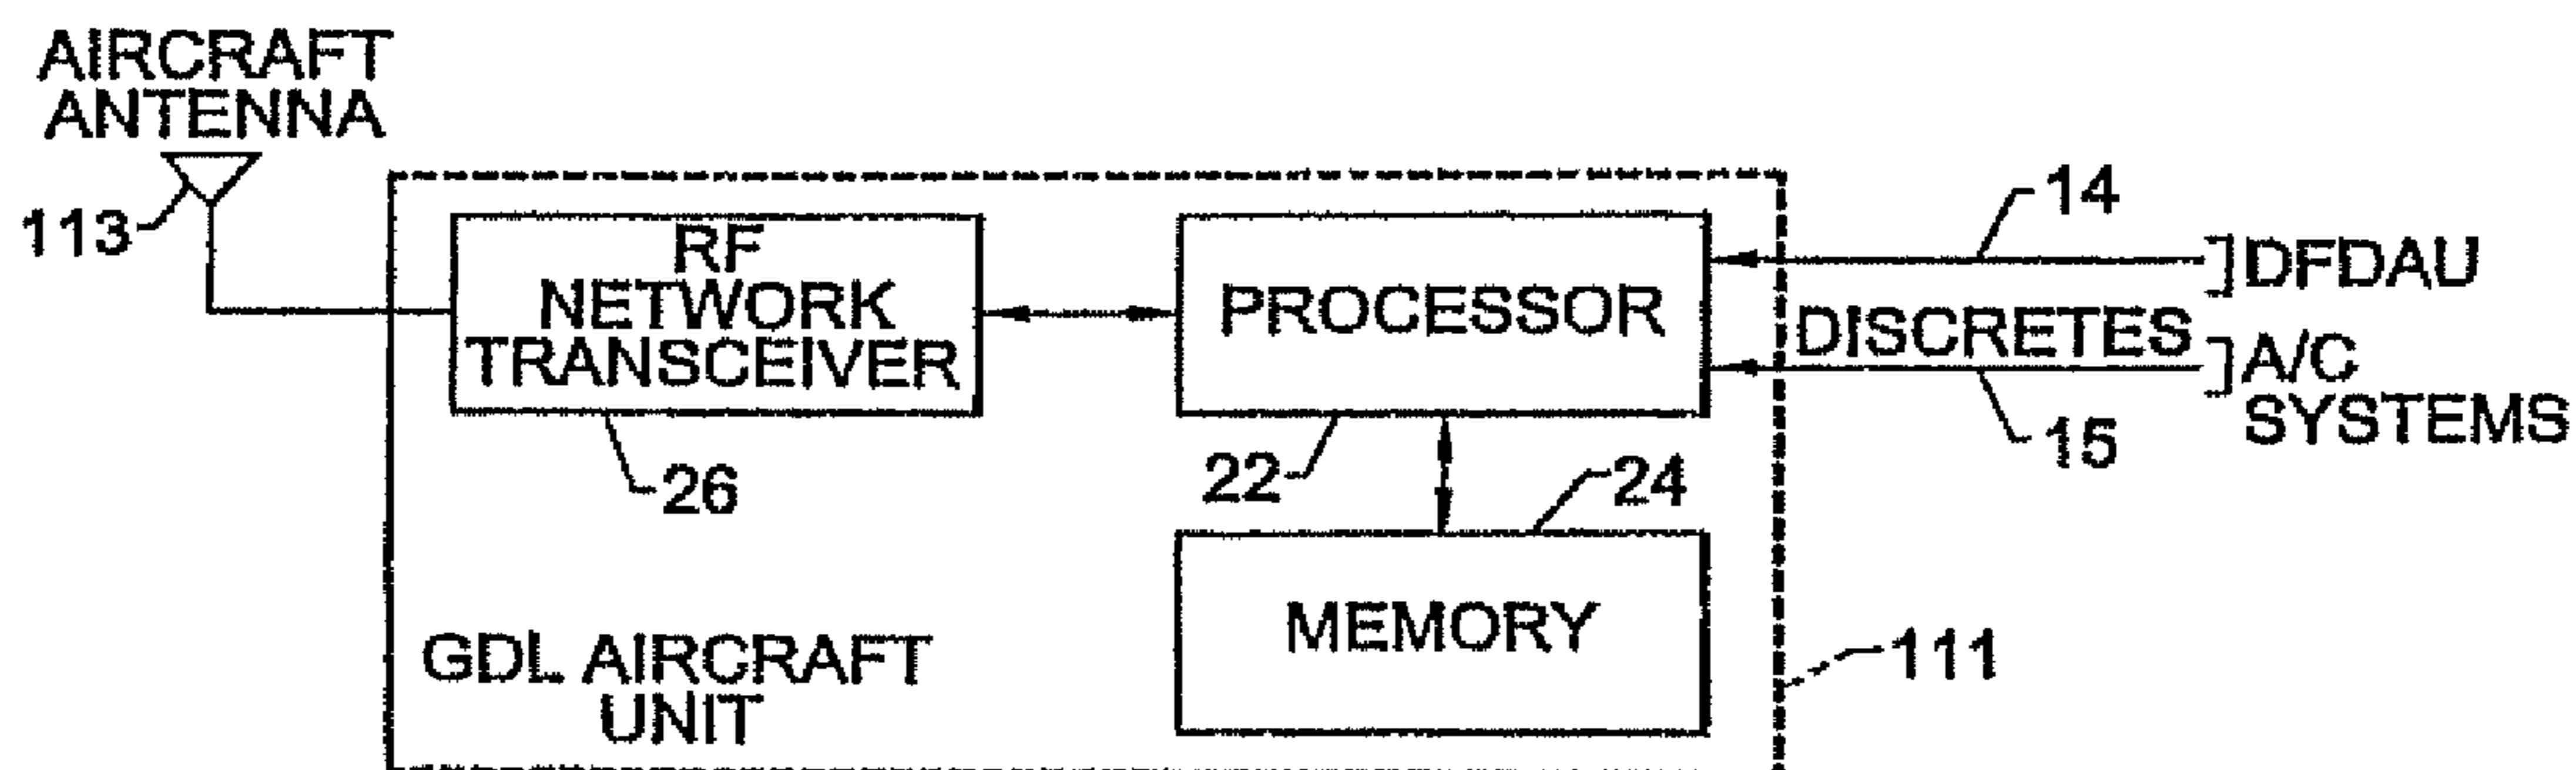 AIRCRAFT
ANTENNA
113
RF
NETWORK
TRANSCEIVER
26
PROCESSOR
22
14
DFDAU
DISCRETES
A/C
SYSTEMS
15
24
MEMORY
GDL AIRCRAFT
UNIT
111